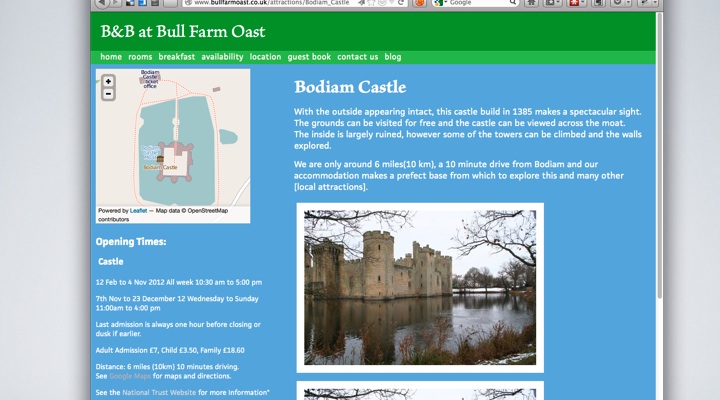 www.bullfarmoast.co.uk/attractions/Bodiam_Castle
Google
B&B at Bull Farm Oast
home rooms breakfast availability location guest book contact us blog
Bodiam
Castle
ticket
office
+
-
Bodiam Castle
Powered by Leaflet — Map data © OpenStreetMap
contributors
Opening Times:
Castle
12 Feb to 4 Nov 2012 All week 10:30 am to 5:00 pm
7th Nov to 23 December 12 Wednesday to Sunday
11:00am to 4:00 pm
Last admission is always one hour before closing or
dusk if earlier.
Adult Admission £7, Child £3.50, Family £18.60
Distance: 6 miles (10km) 10 minutes driving.
See Google Maps for maps and directions.
See the National Trust Website for more Information"
Bodiam Castle
With the outside appearing intact, this castle build in 1385 makes a spectacular sight.
The grounds can be visited for free and the castle can be viewed across the moat.
The inside is largely ruined, however some of the towers can be climbed and the walls
explored.
We are only around 6 miles(10 km), a 10 minute drive from Bodiam and our
accommodation makes a prefect base from which to explore this and many other
[local attractions].